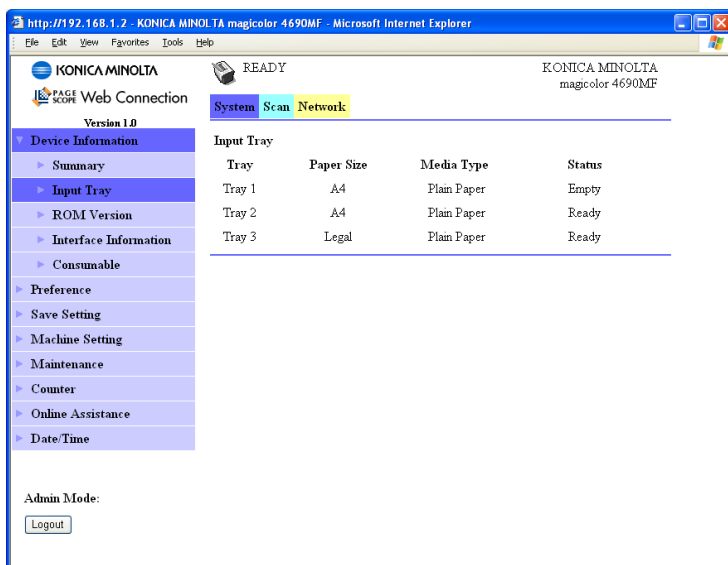 http://192.168.1.2 - KONICA MINOLTA magicolor 4690MF - Microsoft Internet Explorer
File Edit View Favorites Tools Help
KONICA MINOLTA
PAGE SCOPE Web Connection
Version 1.0
READY
KONICA MINOLTA
magicolor 4690MF
System Scan Network
Device Information
Summary
Input Tray
ROM Version
Interface Information
Consumable
Preference
Save Setting
Machine Setting
Maintenance
Counter
Online Assistance
Date/Time
Admin Mode:
Logout
Input Tray
Tray Paper Size Media Type Status
Tray 1 A4 Plain Paper Empty
Tray 2 A4 Plain Paper Ready
Tray 3 Legal Plain Paper Ready